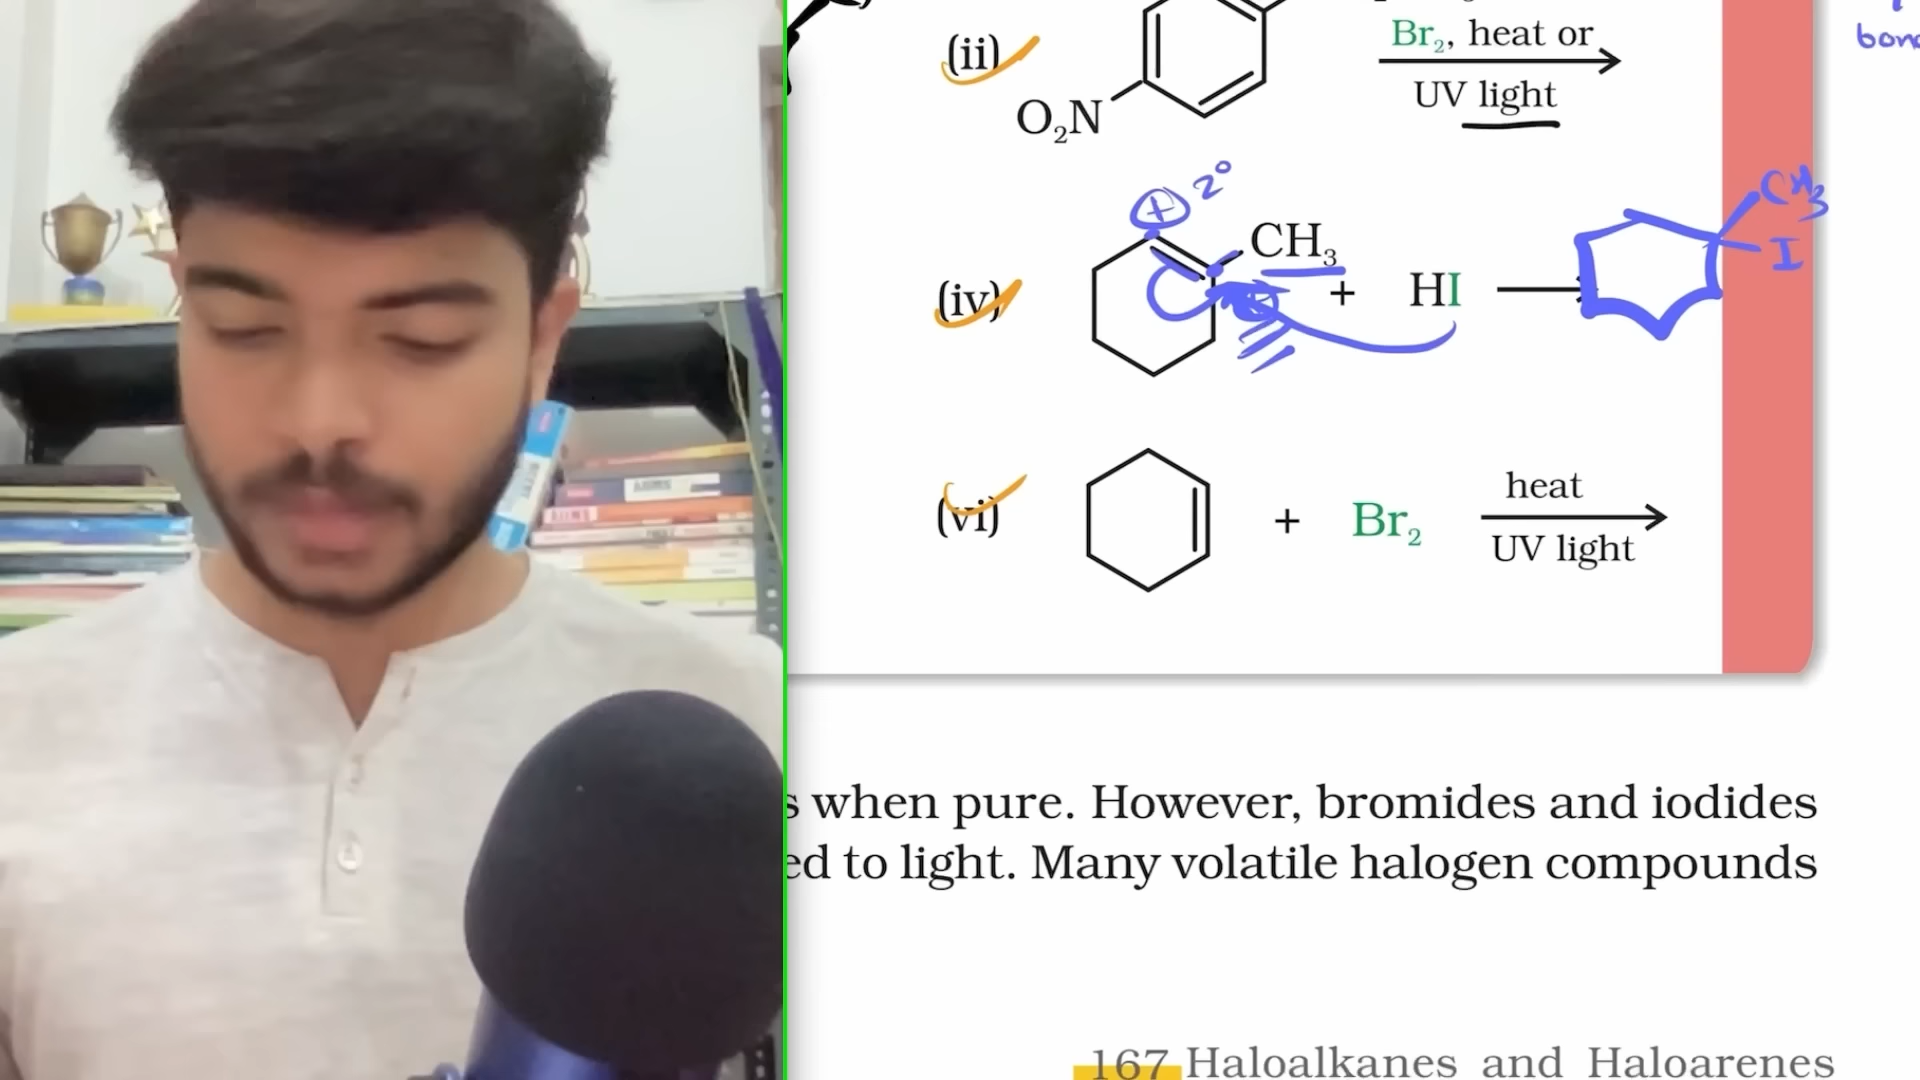 Br₂, heat or
(ii)
UV light
O₂N
2°
+
CH₃
CH₃
I
(iv)
+ HI
heat
(vi)
+ Br₂
UV light
when pure. However, bromides and iodides
to light. Many volatile halogen compounds
167 Haloalkanes and Haloarenes